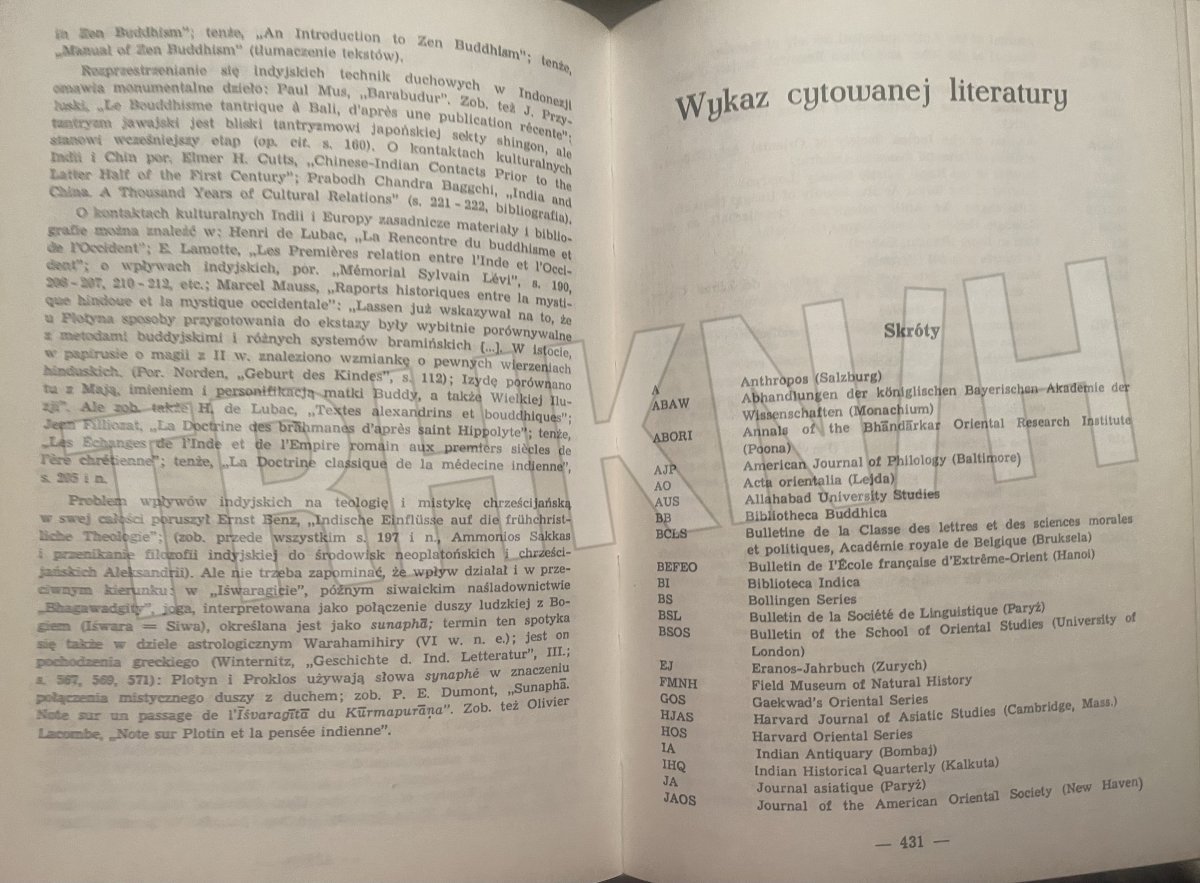 in Zen Buddhism"; tenże, „An Introduction to Zen Buddhism"; tenże,
„Manual of Zen Buddhism" (tłumaczenie tekstów).
Rozprzestrzenianie się indyjskich technik duchowych w Indonezji
omawia monumentalne dzieło: Paul Mus, „Barabudur". Zob. też J. Przy-
łuski, „Le Bouddhisme tantrique à Bali, d'après une publication récente";
tantryzm jawajski jest bliski tantryzmowi japońskiej sekty shingon, ale
stanowi wcześniejszy etap (op. cit. s. 160). O kontaktach kulturalnych
Indii i Chin por. Elmer H. Cutts, „Chinese-Indian Contacts Prior to the
Latter Half of the First Century"; Prabodh Chandra Baggchi, „India and
China. A Thousand Years of Cultural Relations" (s. 221 - 222, bibliografia).
O kontaktach kulturalnych Indii i Europy zasadnicze materiały i biblio-
grafie można znaleźć w: Henri de Lubac, „La Rencontre du buddhisme et
de l'Occident"; E. Lamotte, „Les Premières relation entre l'Inde et l'Occi-
dent"; o wpływach indyjskich, por. „Mémorial Sylvain Lévi", s. 190,
206 - 207, 210 - 212, etc.; Marcel Mauss, „Raports historiques entre la mysti-
que hindoue et la mystique occidentale": „Lassen już wskazywał na to, że
u Plotyna sposoby przygotowania do ekstazy były wybitnie porównywalne
z metodami buddyjskimi i różnych systemów bramińskich [...]. W istocie,
w papirusie o magii z II w. znaleziono wzmiankę o pewnych wierzeniach
hinduskich. (Por. Norden, „Geburt des Kindes", s. 112); Izydę porównano
tu z Mają, imieniem i personifikacją matki Buddy, a także Wielkiej Ilu-
zji". Ale zob. także H. de Lubac, „Textes alexandrins et bouddhiques";
Jean Filliozat, „La Doctrine des brāhmanes d'après saint Hippolyte"; tenże,
„Les Échanges de l'Inde et de l'Empire romain aux premiers siècles de
l'ère chrétienne"; tenże, „La Doctrine classique de la médecine indienne",
s. 205 i n.
Problem wpływów indyjskich na teologię i mistykę chrześcijańską
w swej całości poruszył Ernst Benz, „Indische Einflüsse auf die frühchrist-
liche Theologie"; (zob. przede wszystkim s. 197 i n., Ammonios Sakkas
i przenikanie filozofii indyjskiej do środowisk neoplatońskich i chrześci-
jańskich Aleksandrii). Ale nie trzeba zapominać, że wpływ działał i w prze-
ciwnym kierunku: w „Iśwaragicie", późnym siwaickim naśladownictwie
„Bhagawadgity", joga, interpretowana jako połączenie duszy ludzkiej z Bo-
giem (Iśwara = Siwa), określana jest jako sunaphā; termin ten spotyka
się także w dziele astrologicznym Warahamihiry (VI w. n. e.); jest on
pochodzenia greckiego (Winternitz, „Geschichte d. Ind. Letteratur", III.;
s. 567, 569, 571): Plotyn i Proklos używają słowa synaphé w znaczeniu
połączenia mistycznego duszy z duchem; zob. P. E. Dumont, „Sunaphā.
Note sur un passage de l'Īśvaragītā du Kūrmapurāṇa". Zob. też Olivier
Lacombe, „Note sur Plotin et la pensée indienne".
Wykaz cytowanej literatury
Skróty
A Anthropos (Salzburg)
ABAW Abhandlungen der königlischen Bayerischen Akademie der
Wissenschaften (Monachium)
ABORI Annals of the Bhāndārkar Oriental Research Institute
(Poona)
AJP American Journal of Philology (Baltimore)
AO Acta orientalia (Lejda)
AUS Allahabad University Studies
BB Bibliotheca Buddhica
BCLS Bulletine de la Classe des lettres et des sciences morales
et politiques, Académie royale de Belgique (Bruksela)
BEFEO Bulletin de l'École française d'Extrême-Orient (Hanoi)
BI Biblioteca Indica
BS Bollingen Series
BSL Bulletin de la Société de Linguistique (Paryż)
BSOS Bulletin of the School of Oriental Studies (University of
London)
EJ Eranos-Jahrbuch (Zurych)
FMNH Field Museum of Natural History
GOS Gaekwad's Oriental Series
HJAS Harvard Journal of Asiatic Studies (Cambridge, Mass.)
HOS Harvard Oriental Series
IA Indian Antiquary (Bombaj)
IHQ Indian Historical Quarterly (Kalkuta)
JA Journal asiatique (Paryż)
JAOS Journal of the American Oriental Society (New Haven)
— 431 —